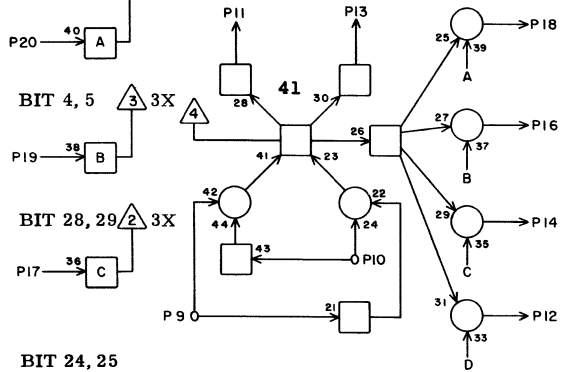 P11
P13
P18
P20
40
A
25
39
A
BIT 4, 5
3
3X
4
28
41
30
P19
38
B
41
23
26
27
P16
37
B
BIT 28, 29
2
3X
42
44
22
24
29
P14
35
C
P17
36
C
43
P10
P9
21
31
P12
33
D
BIT 24, 25